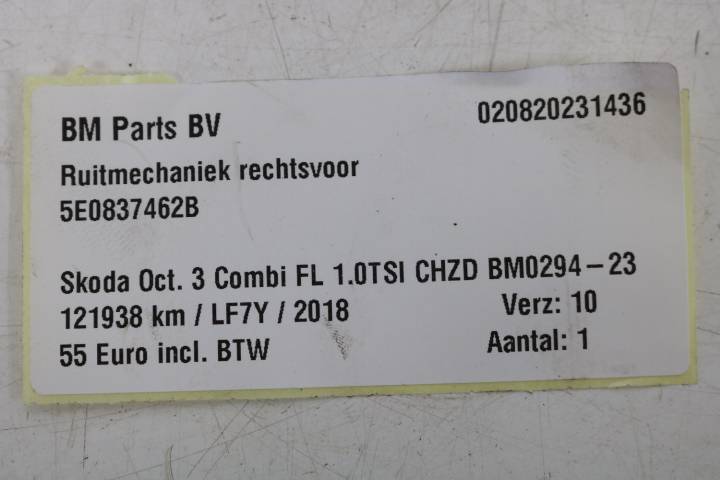 BM Parts BV 020820231436
Ruitmechaniek rechtsvoor
5E0837462B
Skoda Oct. 3 Combi FL 1.0TSI CHZD BM0294-23
121938 km / LF7Y / 2018 Verz: 10
55 Euro incl. BTW Aantal: 1